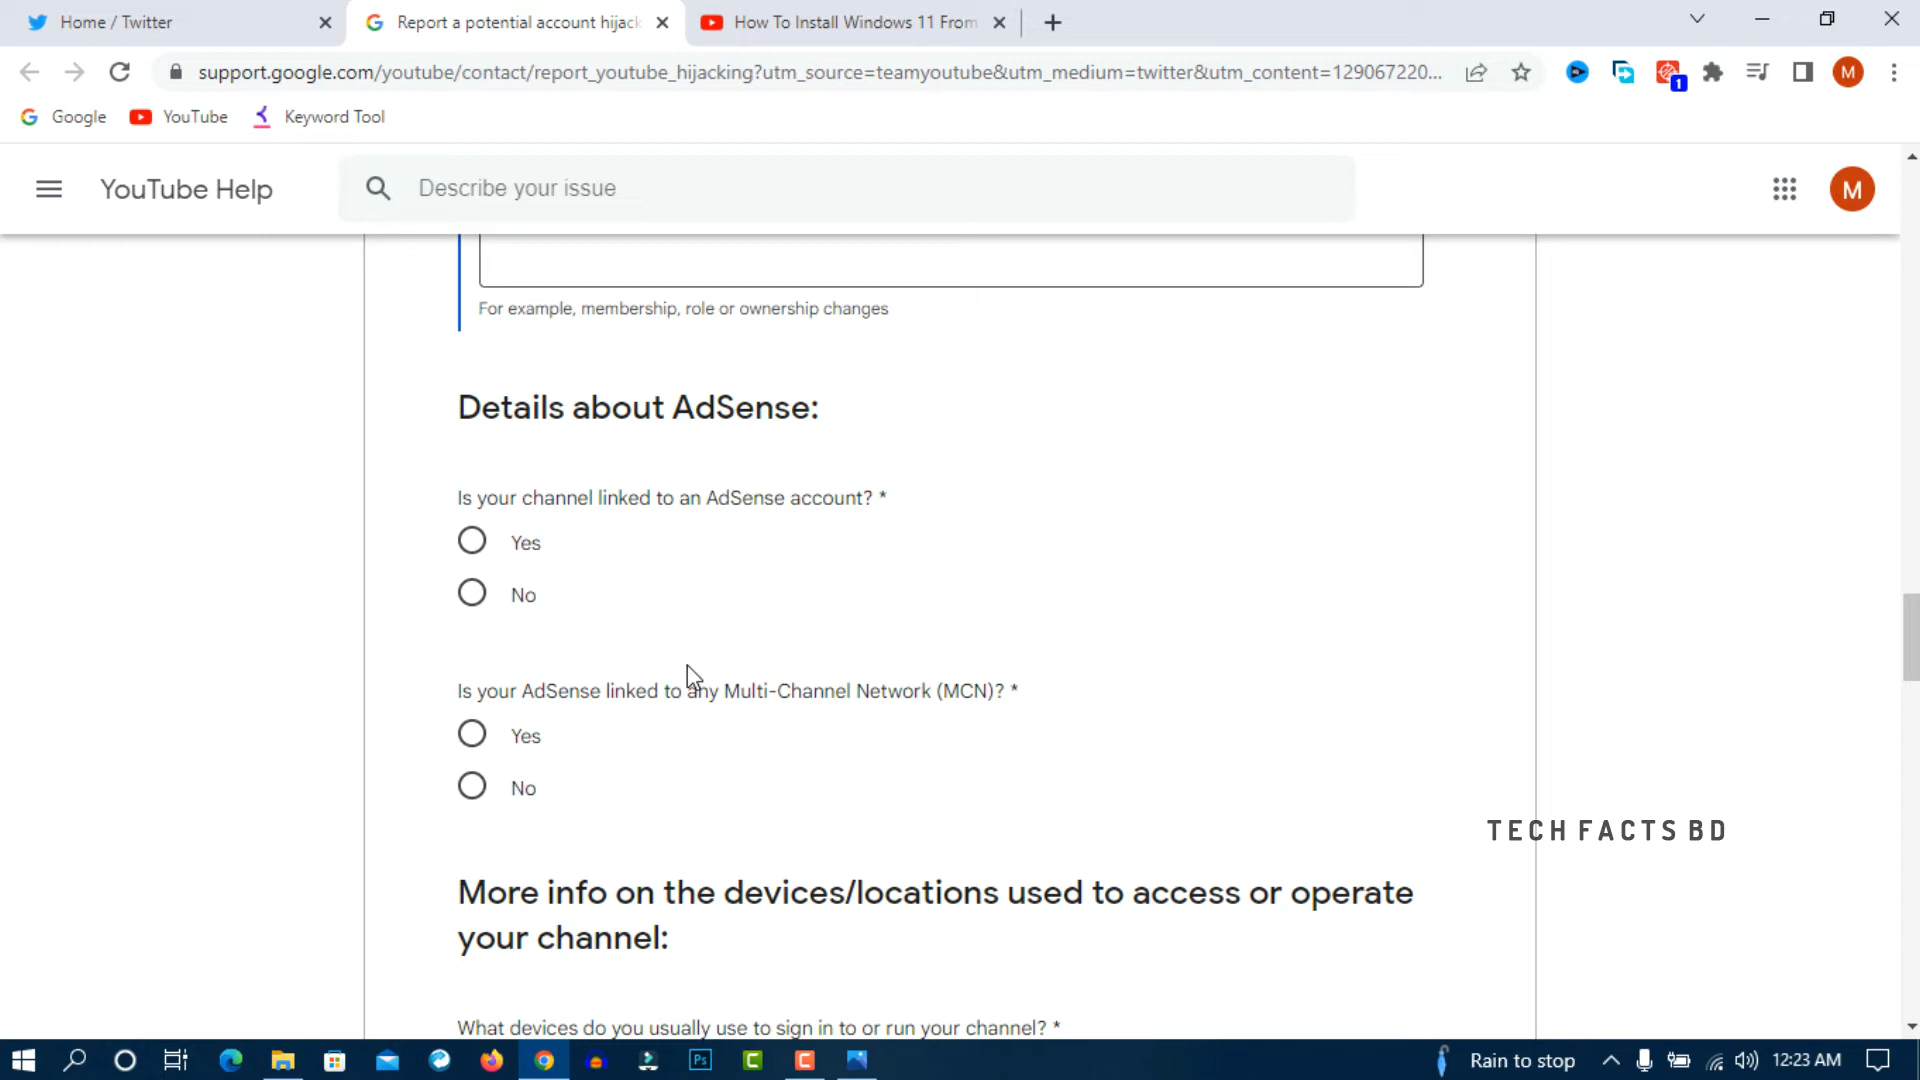 Home / Twitter
Report a potential account hijack
How To Install Windows 11 From
support.google.com/youtube/contact/report_youtube_hijacking?utm_source=teamyoutube&utm_medium=twitter&utm_content=129067220...
1
M
Google
YouTube
Keyword Tool
YouTube Help
Describe your issue
M
For example, membership, role or ownership changes
Details about AdSense:
Is your channel linked to an AdSense account? *
Yes
No
Is your AdSense linked to any Multi-Channel Network (MCN)? *
Yes
No
TECH FACTS BD
More info on the devices/locations used to access or operate
your channel:
What devices do you usually use to sign in to or run your channel? *
Ps
Rain to stop
12:23 AM